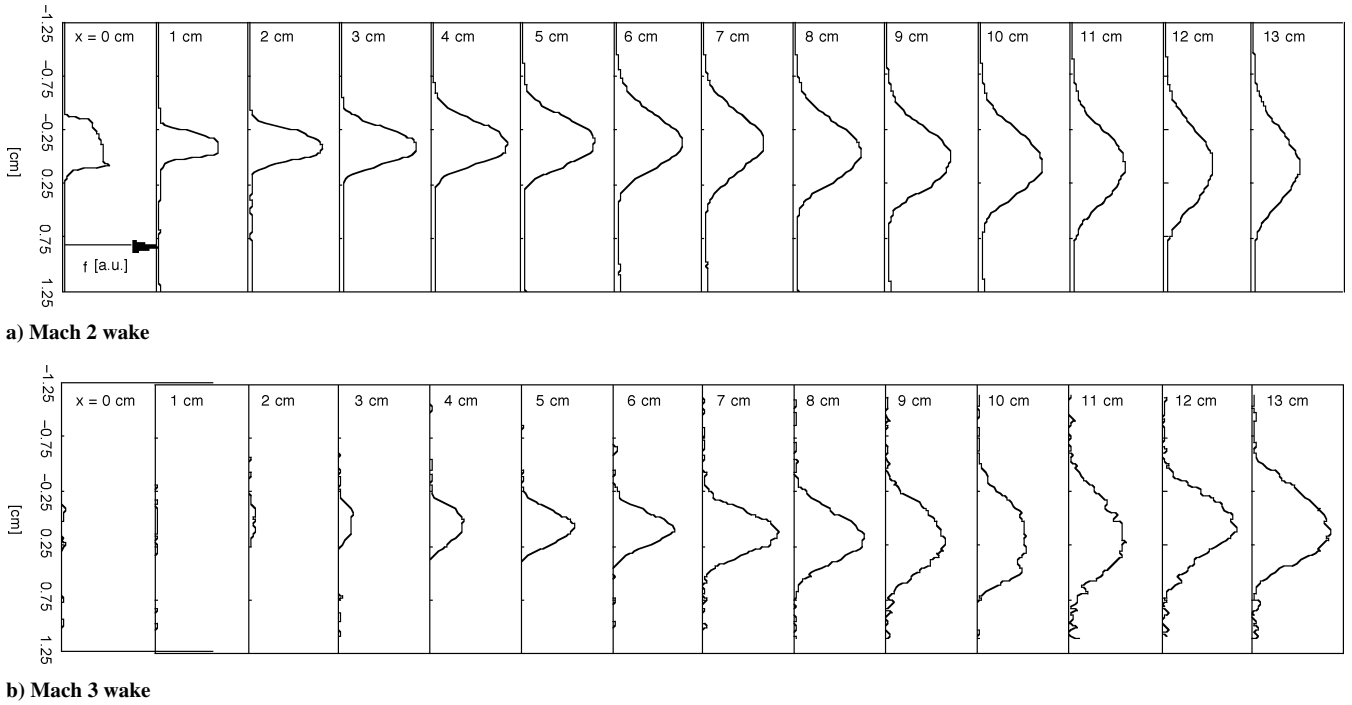 -1.25 -0.75 -0.25 0.25 0.75 1.25
[cm]
x = 0 cm 1 cm 2 cm 3 cm 4 cm 5 cm 6 cm 7 cm 8 cm 9 cm 10 cm 11 cm 12 cm 13 cm
f [a.u.]
a) Mach 2 wake
-1.25 -0.75 -0.25 0.25 0.75 1.25
[cm]
x = 0 cm 1 cm 2 cm 3 cm 4 cm 5 cm 6 cm 7 cm 8 cm 9 cm 10 cm 11 cm 12 cm 13 cm
b) Mach 3 wake